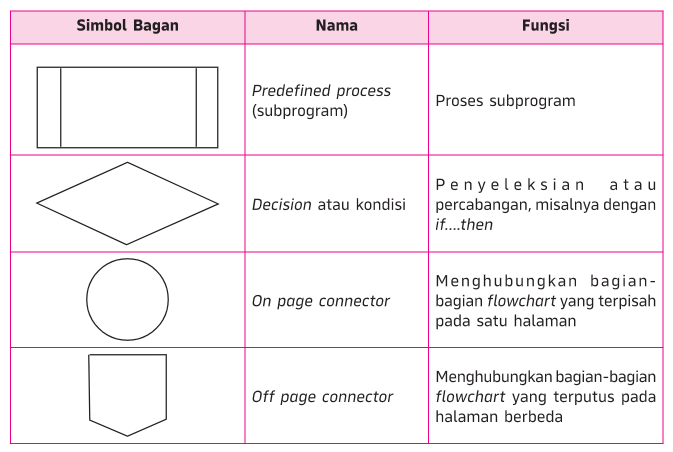 Simbol Bagan Nama Fungsi
Predefined process
(subprogram)
Proses subprogram
Decision atau kondisi
Penyeleksian atau
percabangan, misalnya dengan
if....then
On page connector
Menghubungkan bagian-
bagian flowchart yang terpisah
pada satu halaman
Off page connector
Menghubungkan bagian-bagian
flowchart yang terputus pada
halaman berbeda